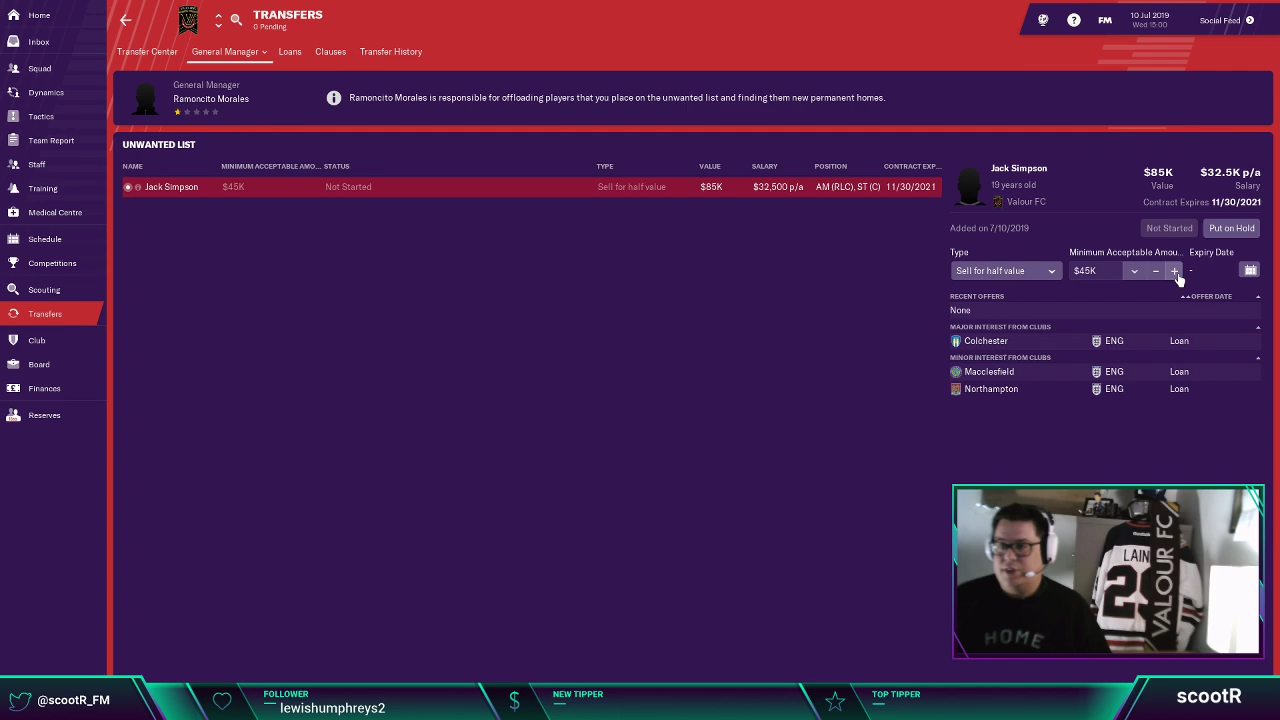 Home
Inbox
Squad
Dynamics
Tactics
Team Report
Staff
Training
Medical Centre
Schedule
Competitions
Scouting
Transfers
Club
Board
Finances
Reserves
TRANSFERS
0 Pending
FM
10 Jul 2019
Wed 15:00
Social Feed
Transfer Center
General Manager
Loans
Clauses
Transfer History
General Manager
Ramoncito Morales
Ramoncito Morales is responsible for offloading players that you place on the unwanted list and finding them new permanent homes.
UNWANTED LIST
NAME MINIMUM ACCEPTABLE AMO... STATUS TYPE VALUE SALARY POSITION CONTRACT EXP...
Jack Simpson $45K Not Started Sell for half value $85K $32,500 p/a AM (RLC), ST (C) 11/30/2021
Jack Simpson
19 years old
Valour FC
$85K
Value
$32.5K p/a
Salary
Contract Expires 11/30/2021
Added on 7/10/2019
Not Started
Put on Hold
Type Minimum Acceptable Amou... Expiry Date
Sell for half value $45K -
RECENT OFFERS OFFER DATE
None
MAJOR INTEREST FROM CLUBS
Colchester ENG Loan
MINOR INTEREST FROM CLUBS
Macclesfield ENG Loan
Northampton ENG Loan
LAIN
2
VALOUR FC
HOME
@scootR_FM
FOLLOWER
lewishumphreys2
NEW TIPPER
TOP TIPPER
scootR